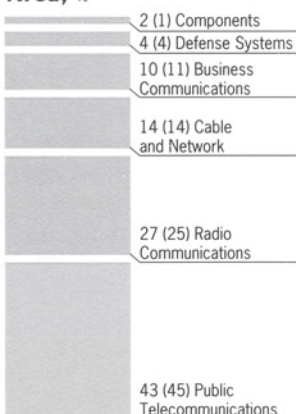 Area, %
2 (1) Components
4 (4) Defense Systems
10 (11) Business
Communications
14 (14) Cable
and Network
27 (25) Radio
Communications
43 (45) Public
Telecommunications